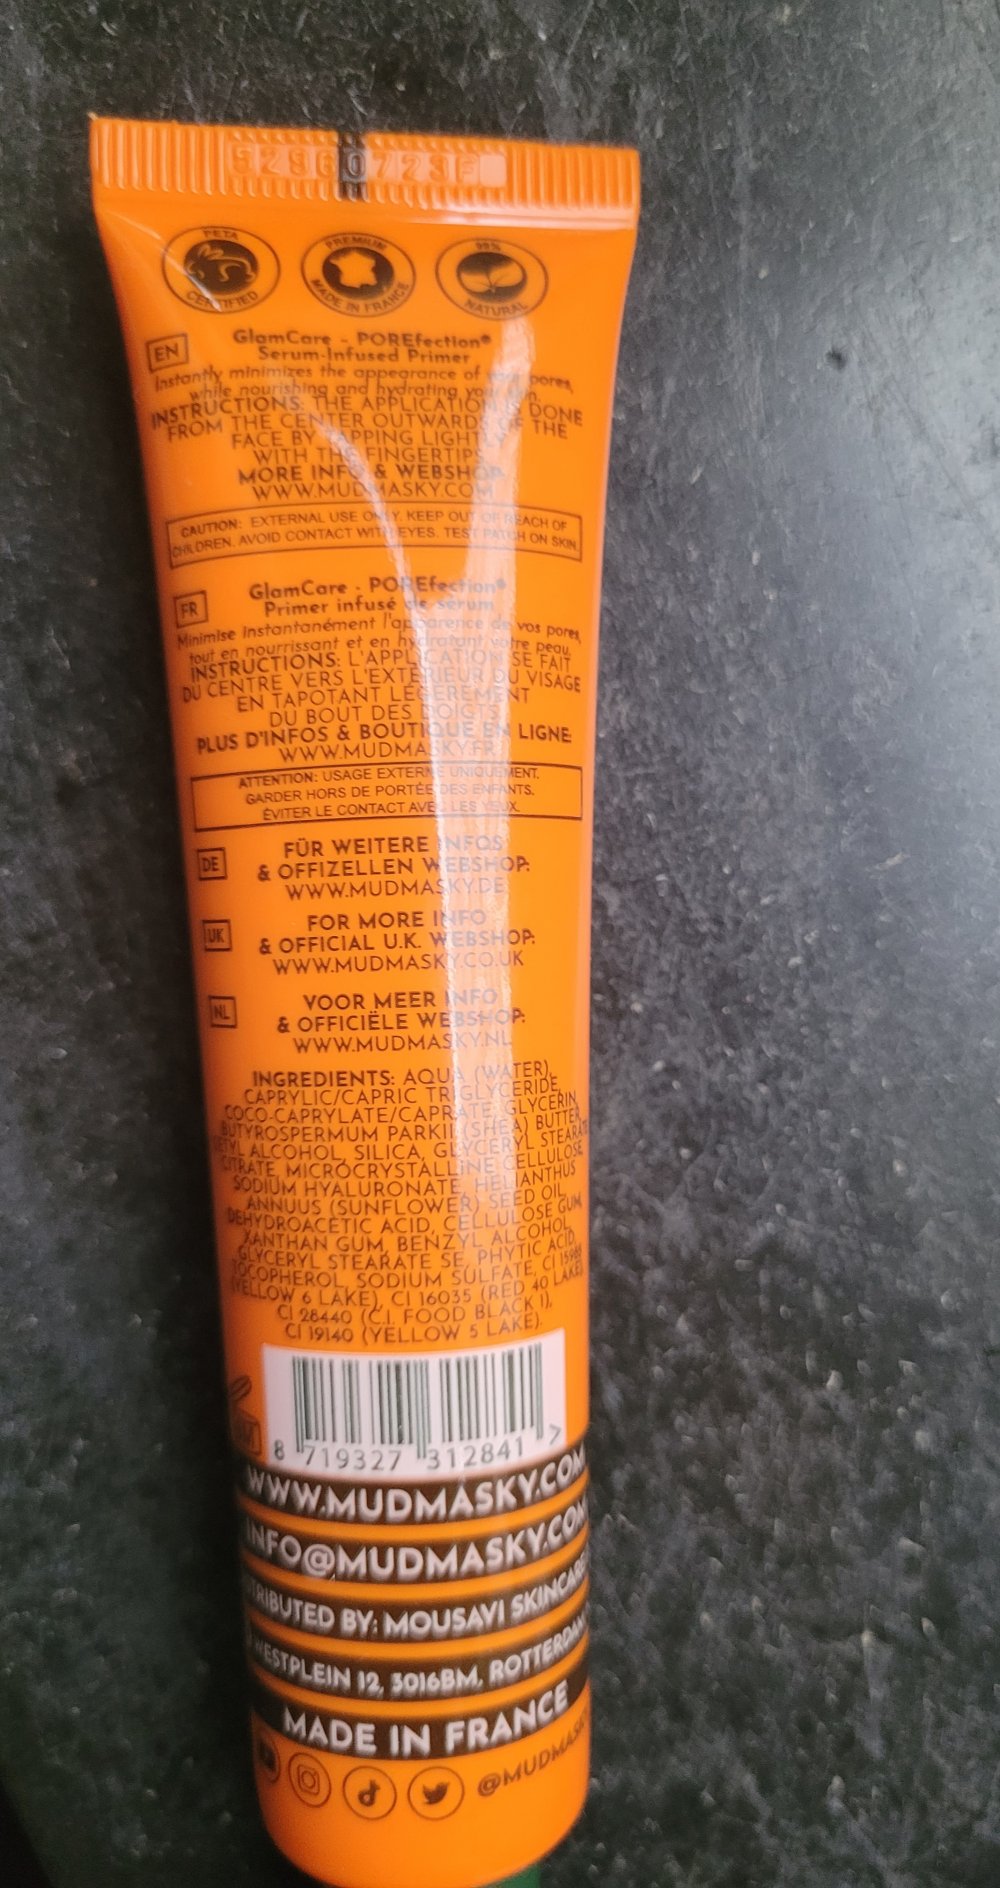 52860723F
PETA
CERTIFIED
PREMIUM
MADE IN FRANCE
99%
NATURAL
EN
GlamCare - POREfection®
Serum-Infused Primer
Instantly minimizes the appearance of your pores,
while nourishing and hydrating your skin.
INSTRUCTIONS: THE APPLICATION IS DONE
FROM THE CENTER OUTWARDS OF THE
FACE BY TAPPING LIGHTLY
WITH THE FINGERTIPS
MORE INFO & WEBSHOP
WWW.MUDMASKY.COM
CAUTION: EXTERNAL USE ONLY. KEEP OUT OF REACH OF
CHILDREN. AVOID CONTACT WITH EYES. TEST PATCH ON SKIN.
FR
GlamCare - POREfection®
Primer infusé de sérum
Minimise instantanément l'apparence de vos pores,
tout en nourrissant et en hydratant votre peau.
INSTRUCTIONS: L'APPLICATION SE FAIT
DU CENTRE VERS L'EXTÉRIEUR DU VISAGE
EN TAPOTANT LÉGÈREMENT
DU BOUT DES DOIGTS
PLUS D'INFOS & BOUTIQUE EN LIGNE:
WWW.MUDMASKY.FR
ATTENTION: USAGE EXTERNE UNIQUEMENT.
GARDER HORS DE PORTÉE DES ENFANTS.
ÉVITER LE CONTACT AVEC LES YEUX.
DE
FÜR WEITERE INFOS
& OFFIZELLEN WEBSHOP:
WWW.MUDMASKY.DE
UK
FOR MORE INFO
& OFFICIAL U.K. WEBSHOP:
WWW.MUDMASKY.CO.UK
NL
VOOR MEER INFO
& OFFICIËLE WEBSHOP:
WWW.MUDMASKY.NL
INGREDIENTS: AQUA (WATER),
CAPRYLIC/CAPRIC TRIGLYCERIDE,
COCO-CAPRYLATE/CAPRATE, GLYCERIN,
BUTYROSPERMUM PARKII (SHEA) BUTTER,
CETYL ALCOHOL, SILICA, GLYCERYL STEARATE
CITRATE, MICROCRYSTALLINE CELLULOSE,
SODIUM HYALURONATE, HELIANTHUS
ANNUUS (SUNFLOWER) SEED OIL,
DEHYDROACETIC ACID, CELLULOSE GUM,
XANTHAN GUM, BENZYL ALCOHOL,
GLYCERYL STEARATE SE, PHYTIC ACID,
TOCOPHEROL, SODIUM SULFATE, CI 15985
(YELLOW 6 LAKE), CI 16035 (RED 40 LAKE),
CI 28440 (C.I. FOOD BLACK 1),
CI 19140 (YELLOW 5 LAKE).
8 719327 312841 >
WWW.MUDMASKY.COM
INFO@MUDMASKY.COM
TRIBUTED BY: MOUSAVI SKINCARE
WESTPLEIN 12, 3016BM, ROTTERDAM
MADE IN FRANCE
@MUDMASK